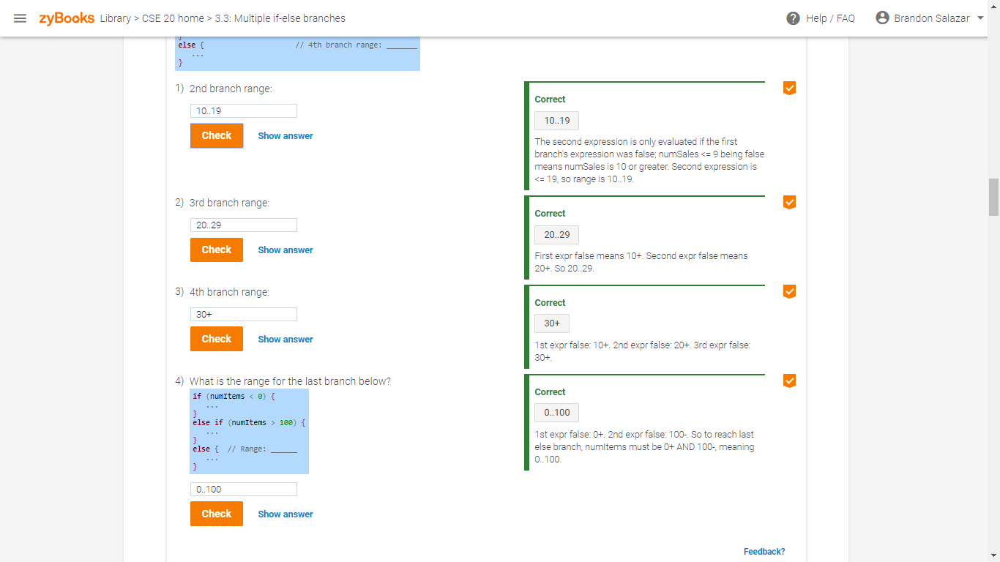 zyBooks Library > CSE 20 home > 3.3: Multiple if-else branches
Help / FAQ
Brandon Salazar
else { // 4th branch range: _______
...
}
1) 2nd branch range:
10..19
Check
Show answer
Correct
10..19
The second expression is only evaluated if the first
branch's expression was false; numSales <= 9 being false
means numSales is 10 or greater. Second expression is
<= 19, so range is 10..19.
2) 3rd branch range:
20..29
Check
Show answer
Correct
20..29
First expr false means 10+. Second expr false means
20+. So 20..29.
3) 4th branch range:
30+
Check
Show answer
Correct
30+
1st expr false: 10+. 2nd expr false: 20+. 3rd expr false:
30+.
4) What is the range for the last branch below?
if (numItems < 0) {
...
}
else if (numItems > 100) {
...
}
else { // Range: ______
...
}
0..100
Check
Show answer
Correct
0..100
1st expr false: 0+. 2nd expr false: 100-. So to reach last
else branch, numItems must be 0+ AND 100-, meaning
0..100.
Feedback?